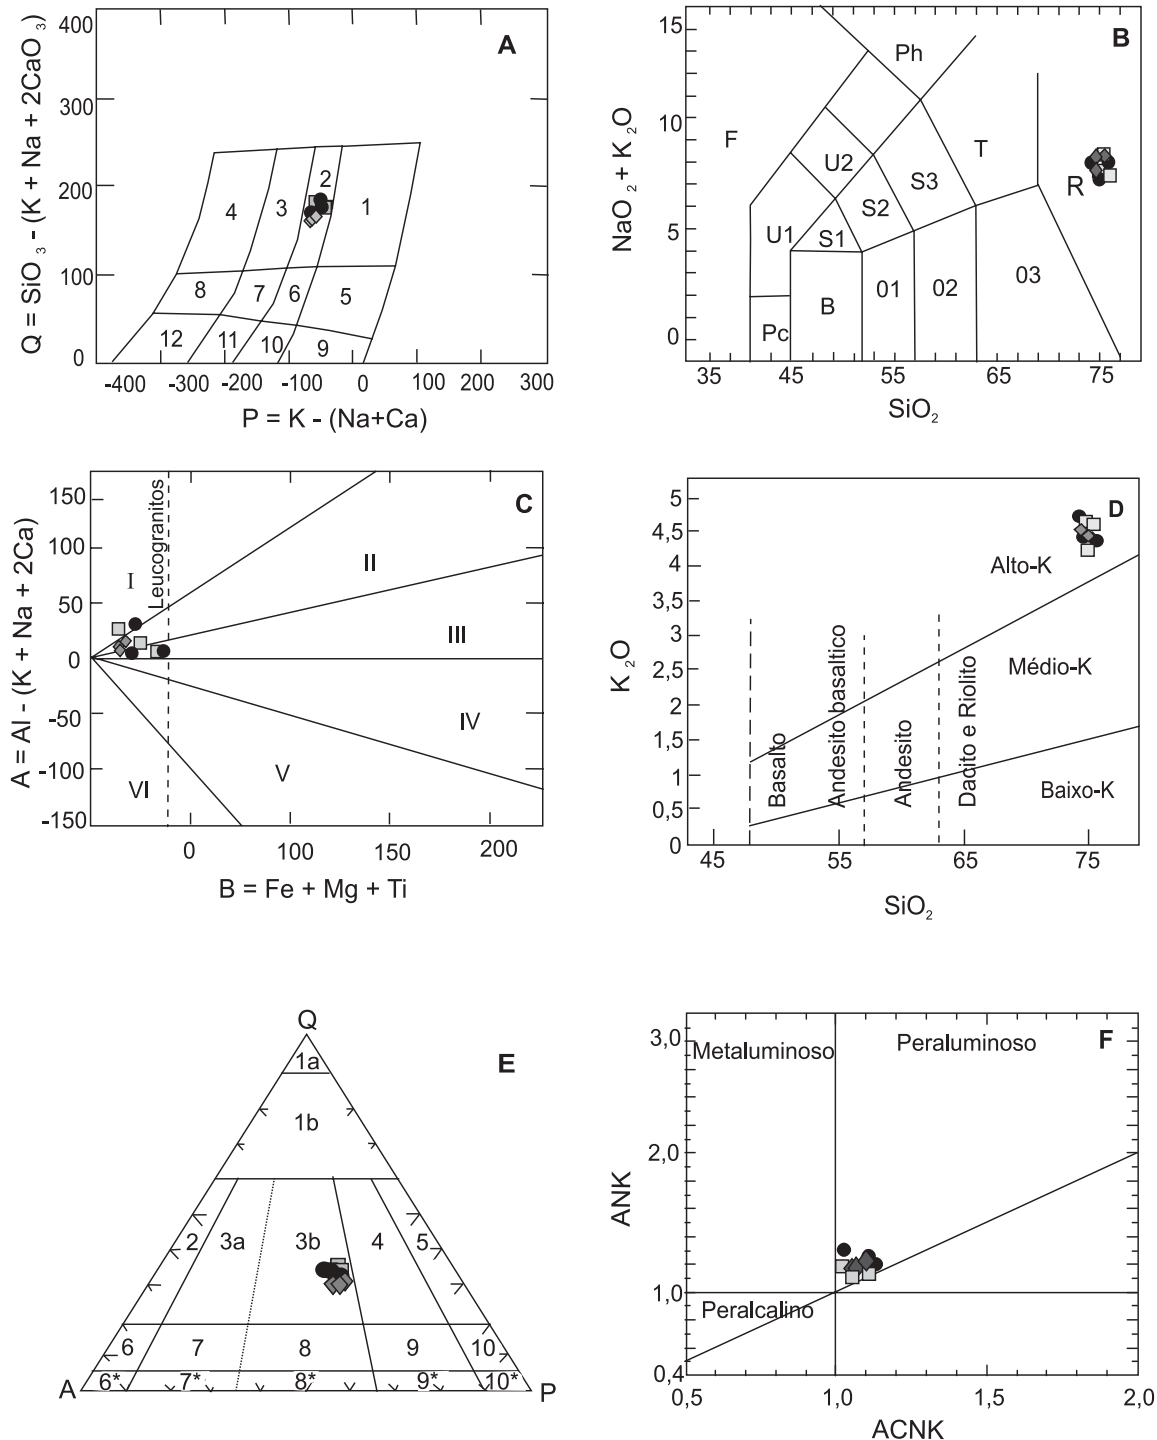 A
Q = SiO₃ - (K + Na + 2CaO₃)
400
300
200
100
0
4
3
2
1
8
7
6
5
12
11
10
9
-400
-300
-200
-100
0
100
200
300
P = K - (Na+Ca)
B
NaO₂ + K₂O
15
10
5
0
F
Ph
U2
T
R
S3
U1
S2
S1
Pc
B
01
02
03
35
45
55
65
75
SiO₂
C
A = Al - (K + Na + 2Ca)
150
100
50
0
-50
-100
-150
Leucogranitos
I
II
III
IV
V
VI
0
100
200
B = Fe + Mg + Ti
D
K₂O
5
4,5
4
3,5
3
2,5
2
1,5
1
0,5
0
Alto-K
Médio-K
Baixo-K
Basalto
Andesito basaltico
Andesito
Dacito e Riolito
45
55
65
75
SiO₂
E
Q
1a
1b
2
3a
3b
4
5
6
7
8
9
10
A
6*
7*
8*
9*
10*
P
F
ANK
3,0
2,0
1,0
0,4
Metaluminoso
Peraluminoso
Peralcalino
0,5
1,0
1,5
2,0
ACNK